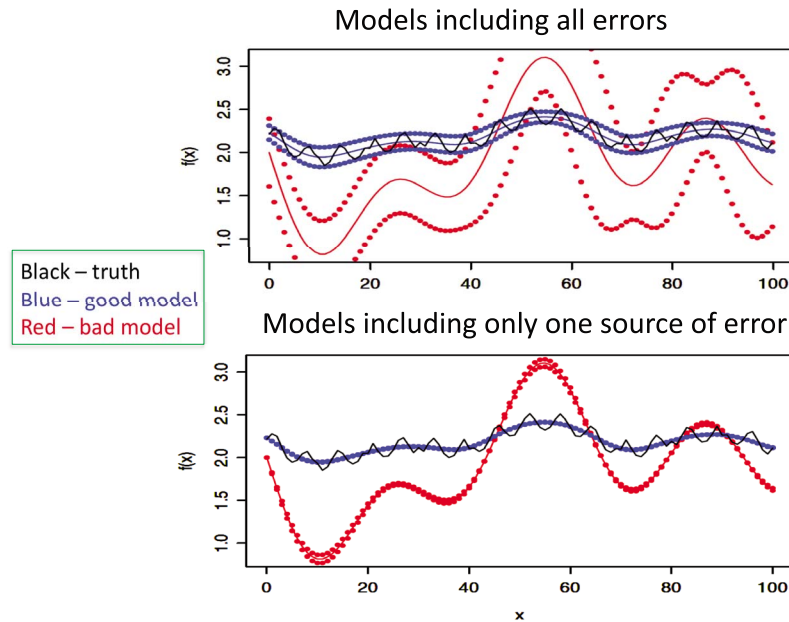 Models including all errors
f(x)
3.0
2.5
2.0
1.5
1.0
0 20 40 60 80 100
Black – truth
Blue – good model
Red – bad model
Models including only one source of error
f(x)
3.0
2.5
2.0
1.5
1.0
0 20 40 60 80 100
x